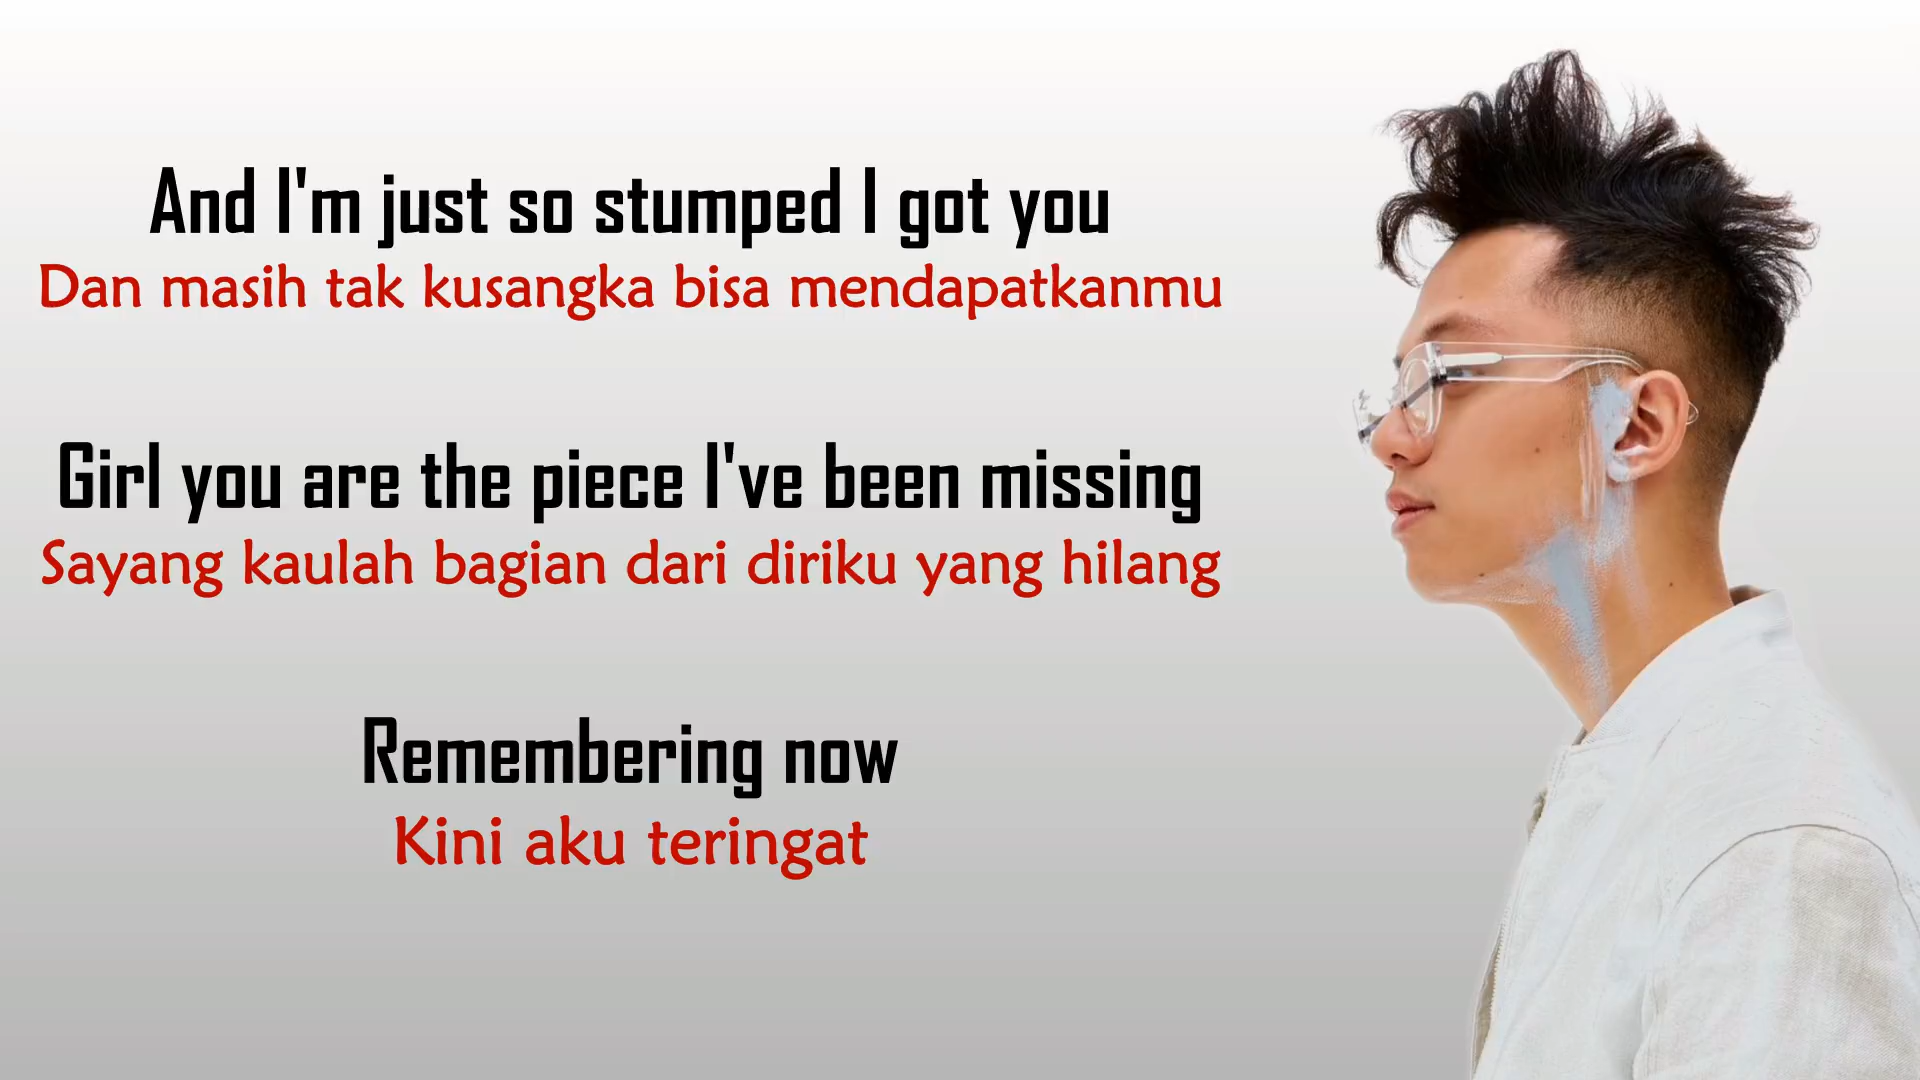 And I'm just so stumped I got you
Dan masih tak kusangka bisa mendapatkanmu
Girl you are the piece I've been missing
Sayang kaulah bagian dari diriku yang hilang
Remembering now
Kini aku teringat